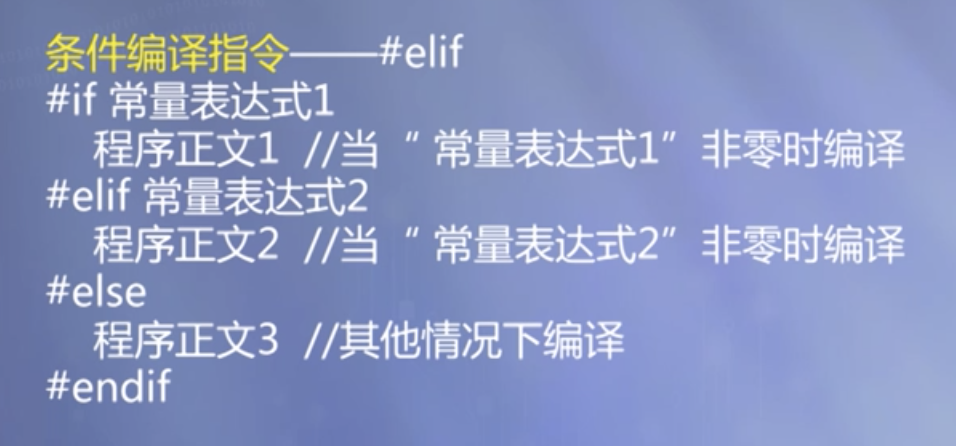 条件编译指令——#elif
#if 常量表达式1
程序正文1 //当“ 常量表达式1” 非零时编译
#elif 常量表达式2
程序正文2 //当“ 常量表达式2” 非零时编译
#else
程序正文3 //其他情况下编译
#endif